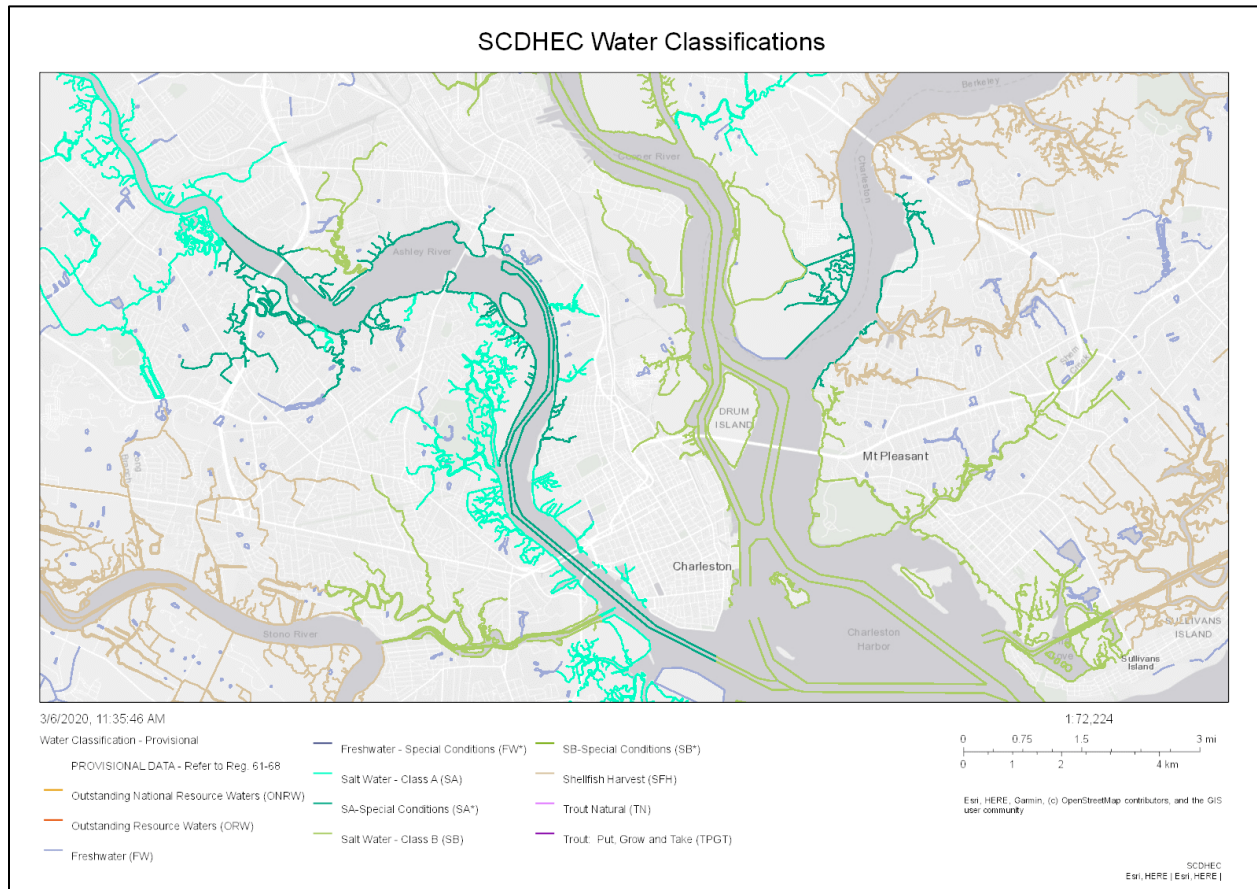 SCDHEC Water Classifications
Berkeley
Cooper River
Charleston
Ashley River
Shem
Creek
DRUM
ISLAND
Mt Pleasant
Long
Branch
Charleston
Stono River
Charleston
Harbor
Cove
SULLIVANS
ISLAND
Sullivans
Island
3/6/2020, 11:35:46 AM
1:72,224
Water Classification - Provisional
PROVISIONAL DATA - Refer to Reg. 61-68
Outstanding National Resource Waters (ONRW)
Outstanding Resource Waters (ORW)
Freshwater (FW)
Freshwater - Special Conditions (FW*)
Salt Water - Class A (SA)
SA-Special Conditions (SA*)
Salt Water - Class B (SB)
SB-Special Conditions (SB*)
Shellfish Harvest (SFH)
Trout Natural (TN)
Trout: Put, Grow and Take (TPGT)
0 0.75 1.5 3 mi
0 1 2 4 km
Esri, HERE, Garmin, (c) OpenStreetMap contributors, and the GIS
user community
SCDHEC
Esri, HERE | Esri, HERE |